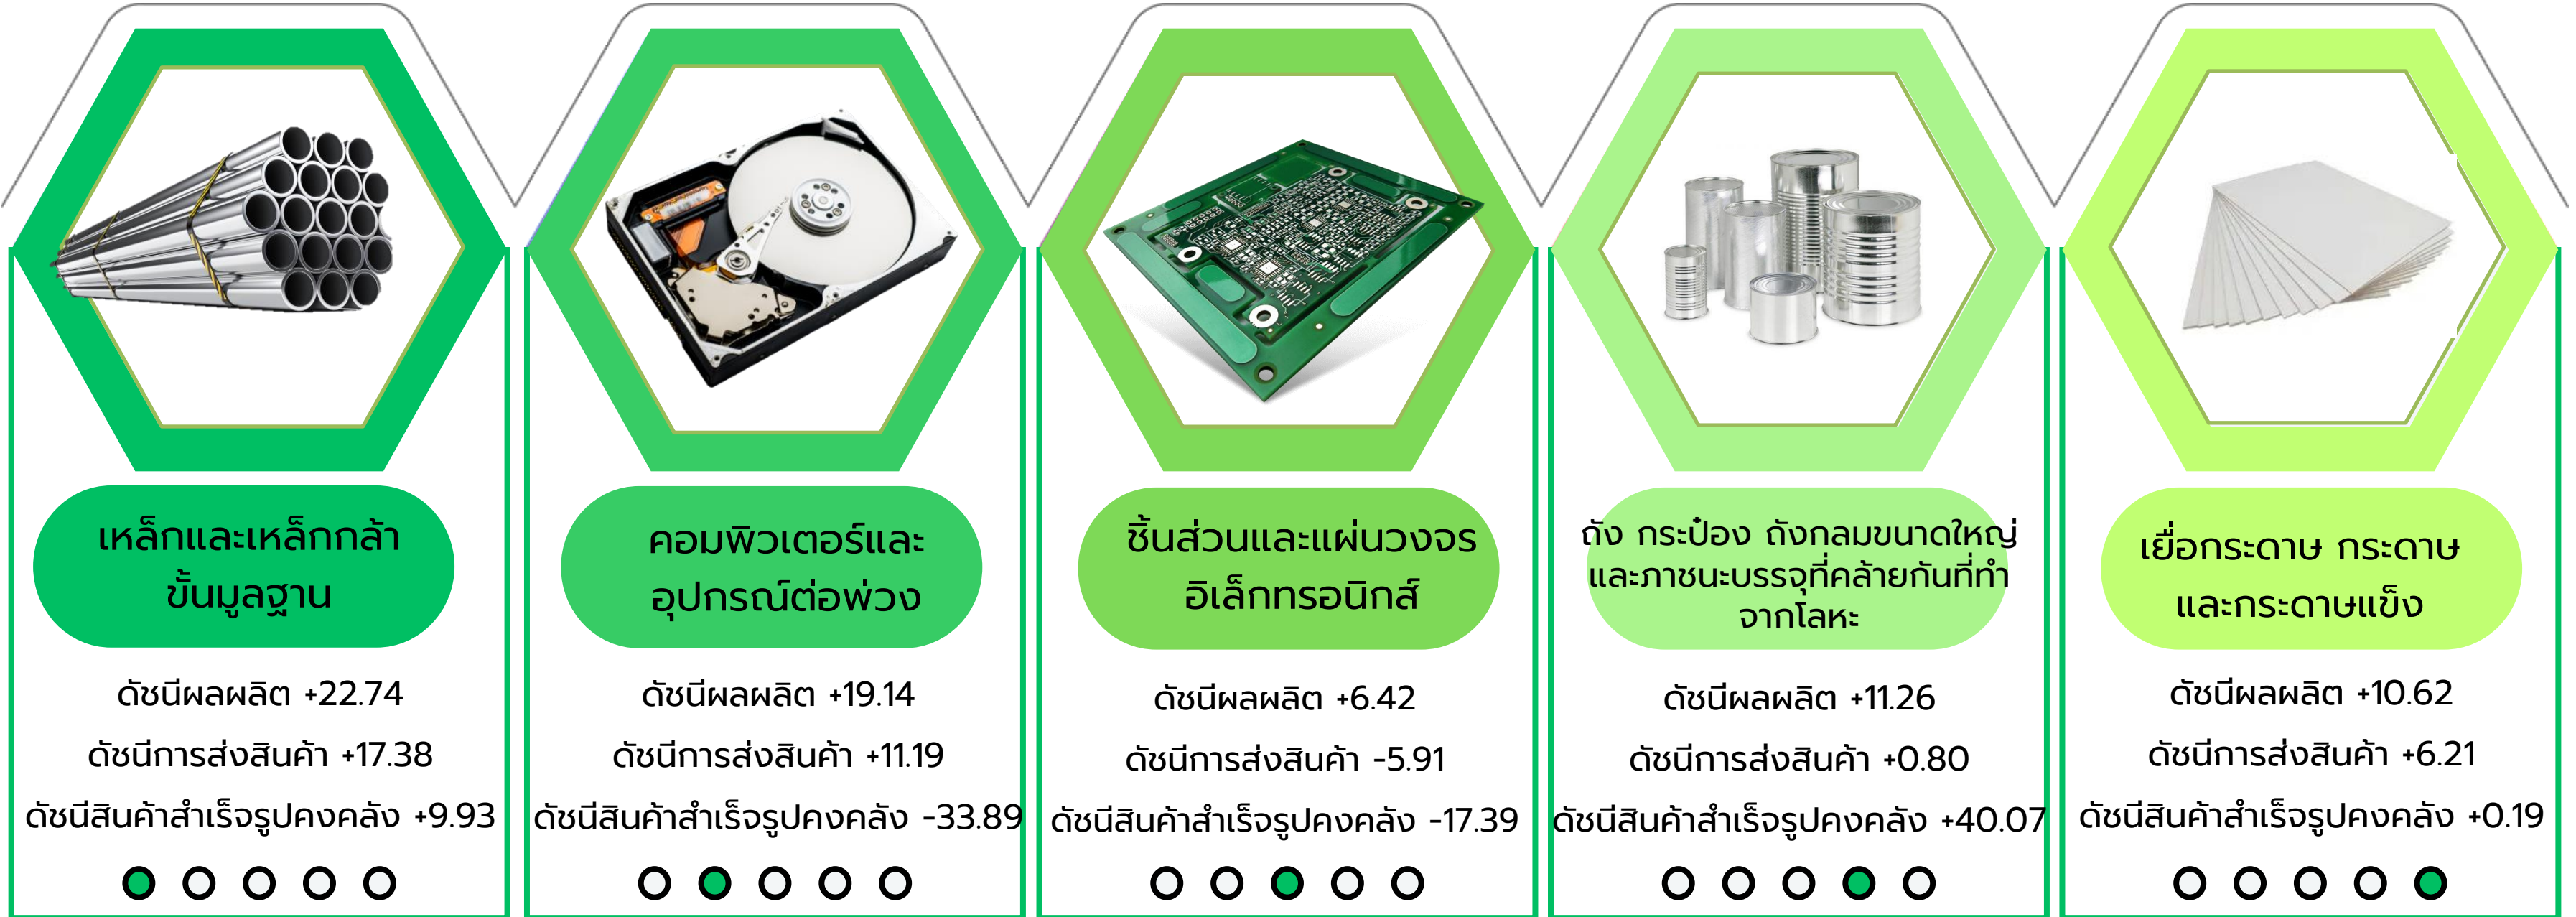 เหล็กและเหล็กกล้า
ขั้นมูลฐาน
ดัชนีผลผลิต +22.74
ดัชนีการส่งสินค้า +17.38
ดัชนีสินค้าสำเร็จรูปคงคลัง +9.93
คอมพิวเตอร์และ
อุปกรณ์ต่อพ่วง
ดัชนีผลผลิต +19.14
ดัชนีการส่งสินค้า +11.19
ดัชนีสินค้าสำเร็จรูปคงคลัง -33.89
ชิ้นส่วนและแผ่นวงจร
อิเล็กทรอนิกส์
ดัชนีผลผลิต +6.42
ดัชนีการส่งสินค้า -5.91
ดัชนีสินค้าสำเร็จรูปคงคลัง -17.39
ถัง กระป๋อง ถังกลมขนาดใหญ่
และภาชนะบรรจุที่คล้ายกันที่ทำ
จากโลหะ
ดัชนีผลผลิต +11.26
ดัชนีการส่งสินค้า +0.80
ดัชนีสินค้าสำเร็จรูปคงคลัง +40.07
เยื่อกระดาษ กระดาษ
และกระดาษแข็ง
ดัชนีผลผลิต +10.62
ดัชนีการส่งสินค้า +6.21
ดัชนีสินค้าสำเร็จรูปคงคลัง +0.19